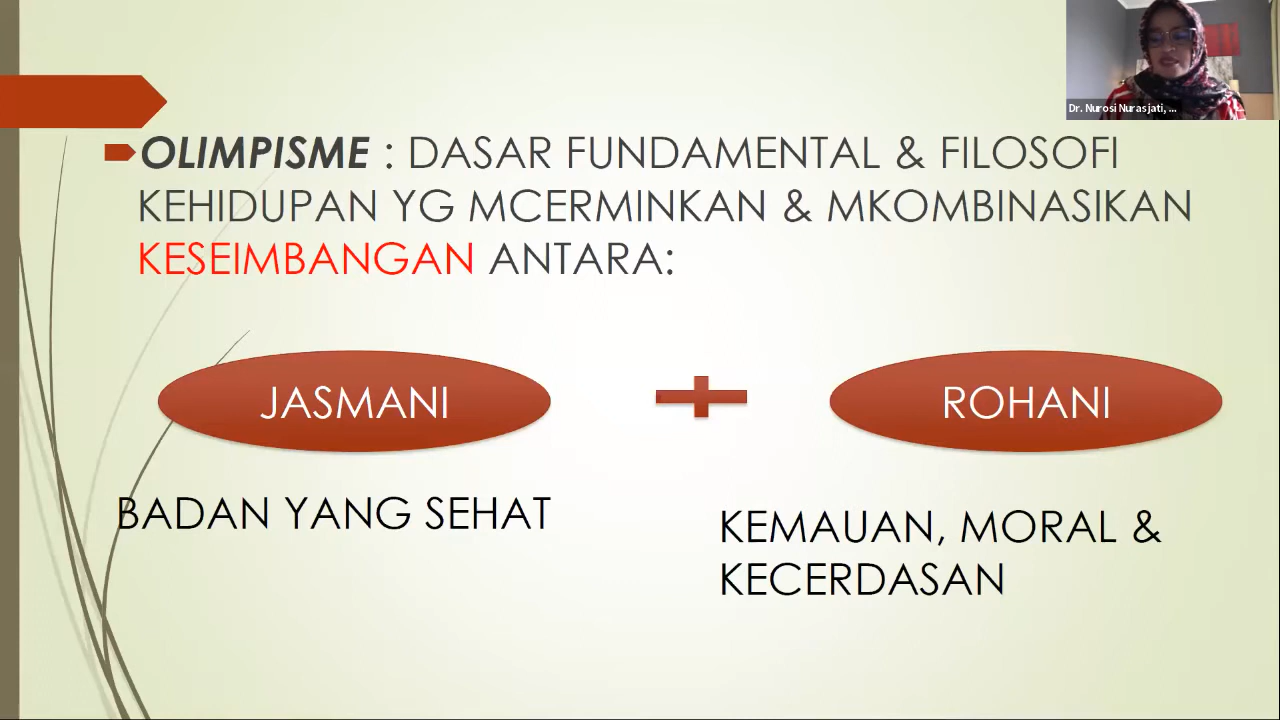 Dr. Nurosi Nurasjati, ...
OLIMPISME : DASAR FUNDAMENTAL & FILOSOFI
KEHIDUPAN YG MCERMINKAN & MKOMBINASIKAN
KESEIMBANGAN ANTARA:
JASMANI
ROHANI
BADAN YANG SEHAT
KEMAUAN, MORAL &
KECERDASAN